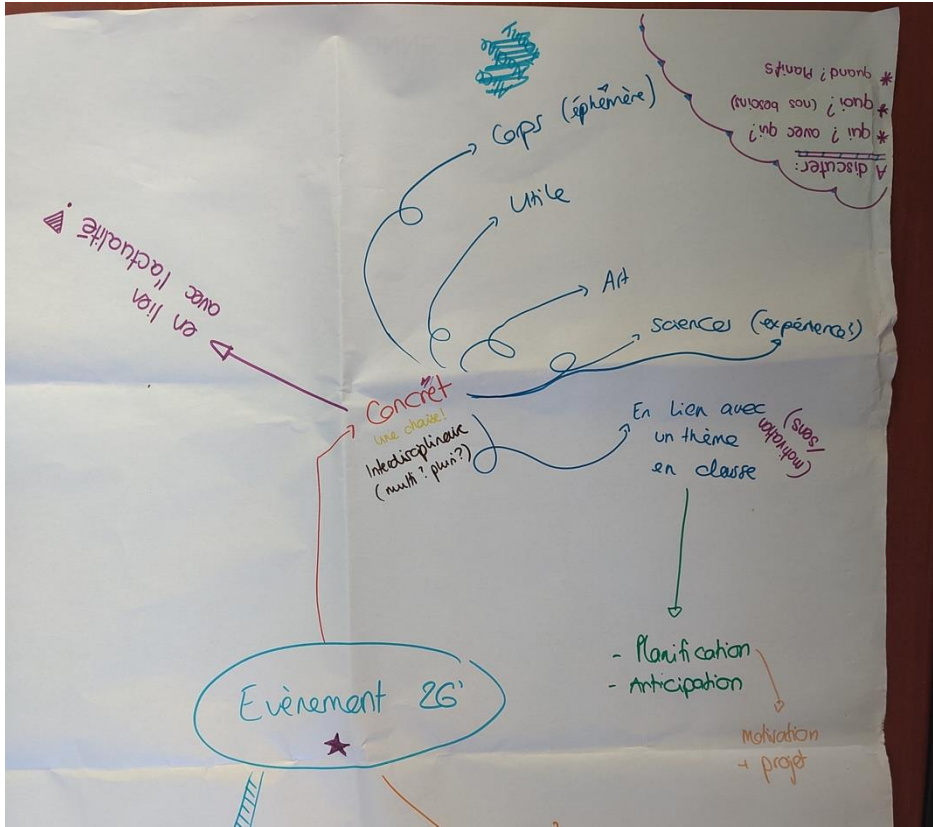 Corps (éphémère)
Utile
Art
Sciences (expérience!)
A discuter:
* qui? avec qui?
* quoi? (nos besoins)
* quand? Planifs
en lien
avec l'actualité!
Concrêt
une chaise!
Interdisciplinaire
(multi? pluri?)
En lien avec
un thème
en classe
(motivation
/sens)
- Planification
- Anticipation
motivation
+ projet
Evènement 26'